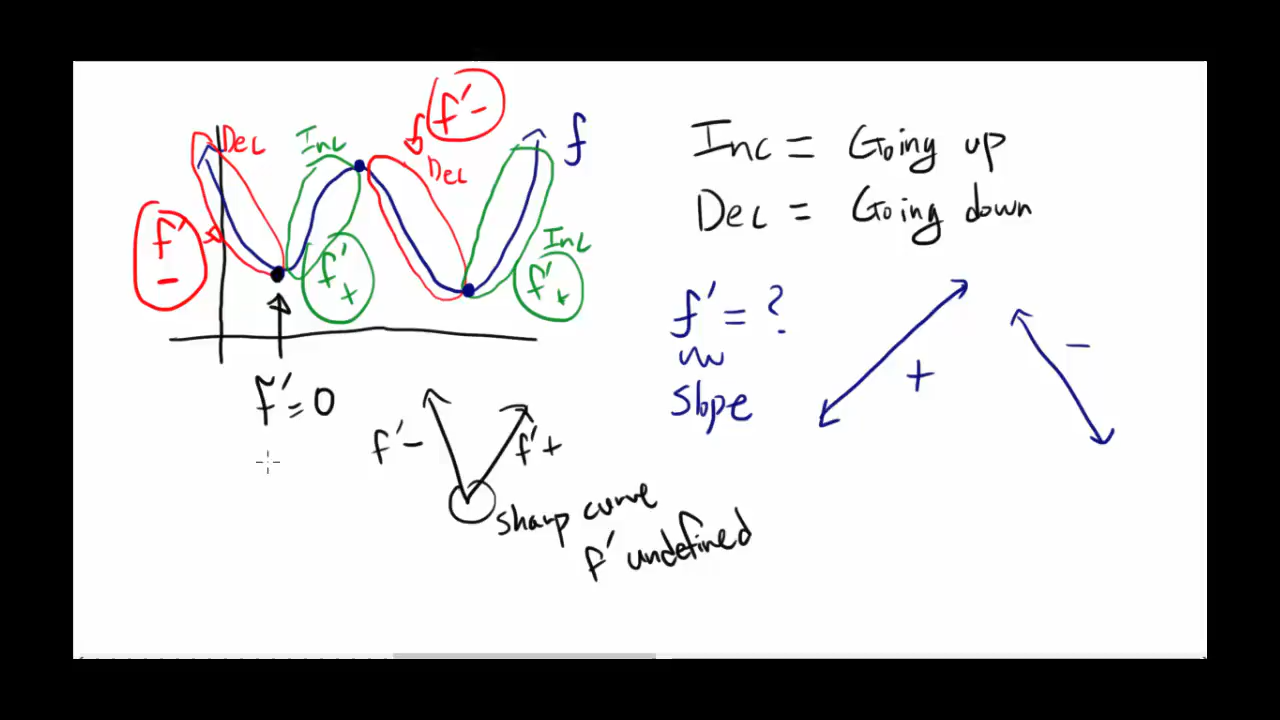 f'-
Dec
Inc
f
Dec
f'
-
f'
+
Inc
f'
+
f'=0
f'-
f'+
sharp curve
f' undefined
Inc = Going up
Dec = Going down
f' = ?
slope
+
-